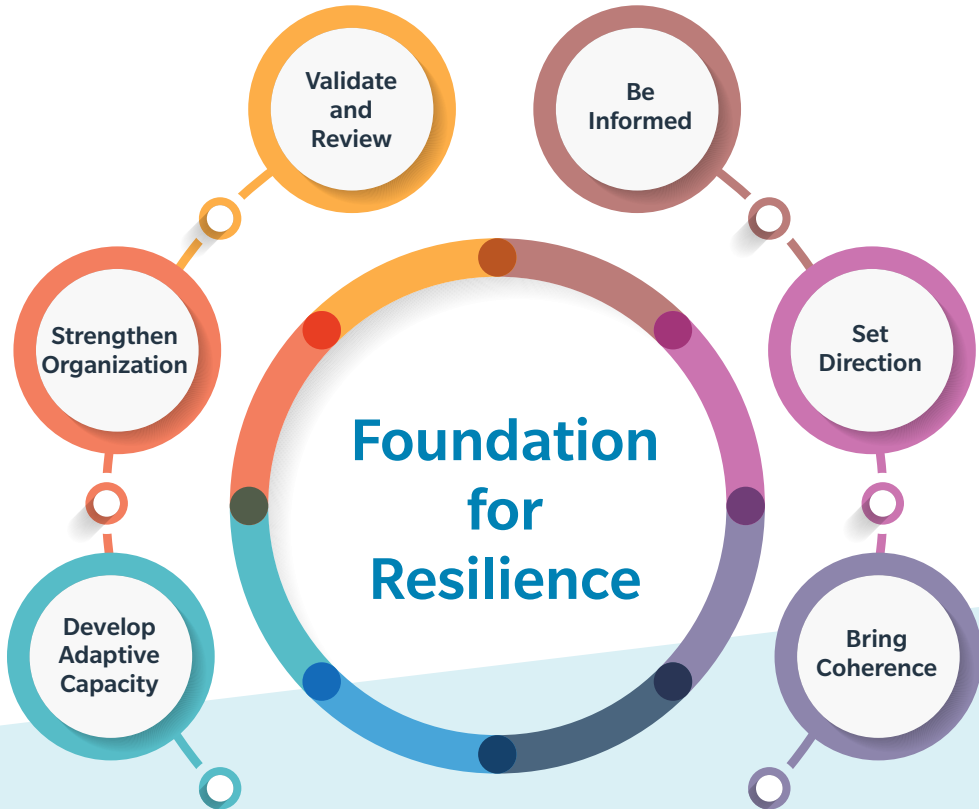 Validate
and
Review
Be
Informed
Strengthen
Organization
Set
Direction
Foundation
for
Resilience
Develop
Adaptive
Capacity
Bring
Coherence